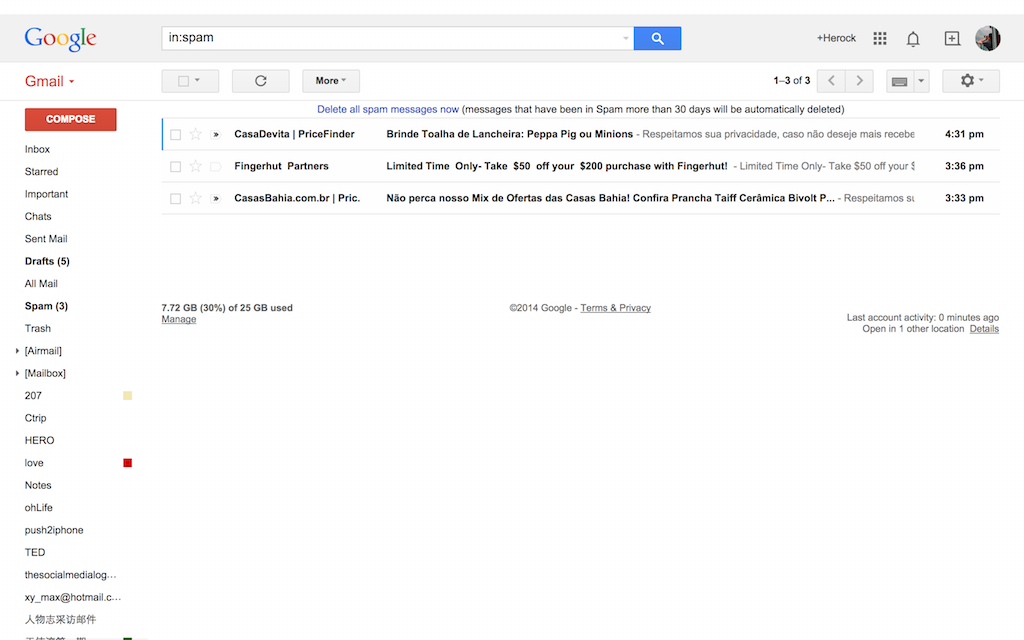 Google
in:spam
+Herock
Gmail
More
1–3 of 3
COMPOSE
Delete all spam messages now (messages that have been in Spam more than 30 days will be automatically deleted)
» CasaDevita | PriceFinder Brinde Toalha de Lancheira: Peppa Pig ou Minions - Respeitamos sua privacidade, caso não deseje mais recebe 4:31 pm
Fingerhut Partners Limited Time Only- Take $50 off your $200 purchase with Fingerhut! - Limited Time Only- Take $50 off your $ 3:36 pm
» CasasBahia.com.br | Pric. Não perca nosso Mix de Ofertas das Casas Bahia! Confira Prancha Taiff Cerâmica Bivolt P... - Respeitamos su 3:33 pm
Inbox
Starred
Important
Chats
Sent Mail
Drafts (5)
All Mail
Spam (3)
Trash
[Airmail]
[Mailbox]
207
Ctrip
HERO
love
Notes
ohLife
push2iphone
TED
thesocialmedialog…
xy_max@hotmail.c…
人物志采访邮件
7.72 GB (30%) of 25 GB used
Manage
©2014 Google - Terms & Privacy
Last account activity: 0 minutes ago
Open in 1 other location Details